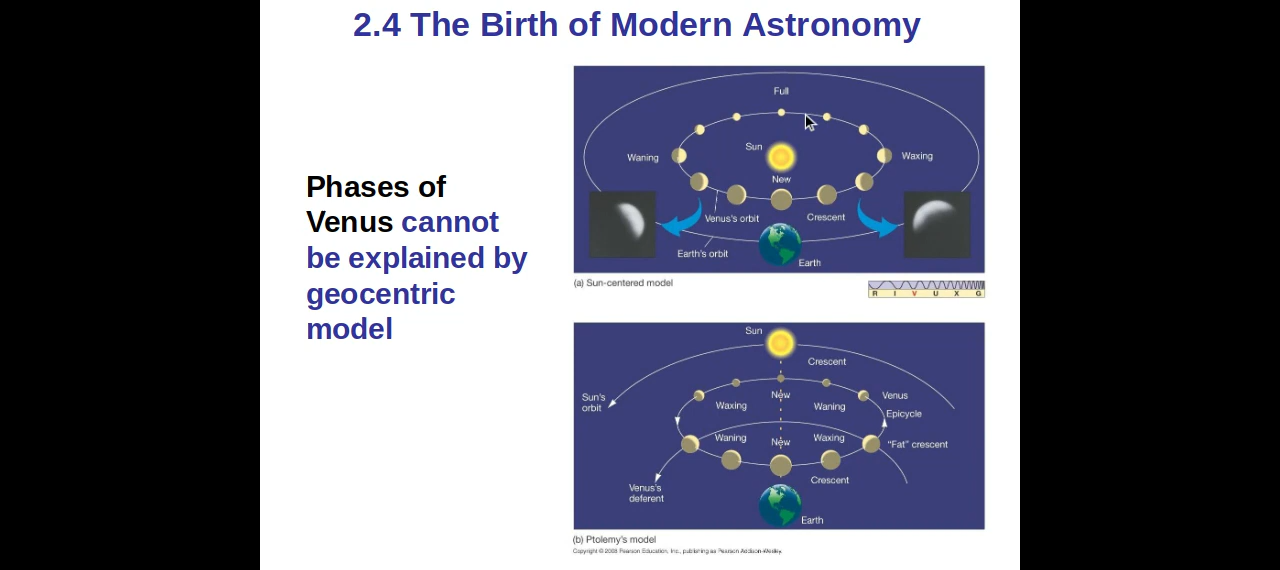 2.4 The Birth of Modern Astronomy
Phases of
Venus cannot
be explained by
geocentric
model
Full
Sun
Waning
Waxing
New
Venus's orbit
Crescent
Earth's orbit
Earth
(a) Sun-centered model
R I V U X G
Sun
Crescent
Sun's
orbit
New
Venus
Waxing
Waning
Epicycle
Waning
New
Waxing
"Fat" crescent
Crescent
Venus's
deferent
Earth
(b) Ptolemy's model
Copyright © 2008 Pearson Education, Inc., publishing as Pearson Addison-Wesley.